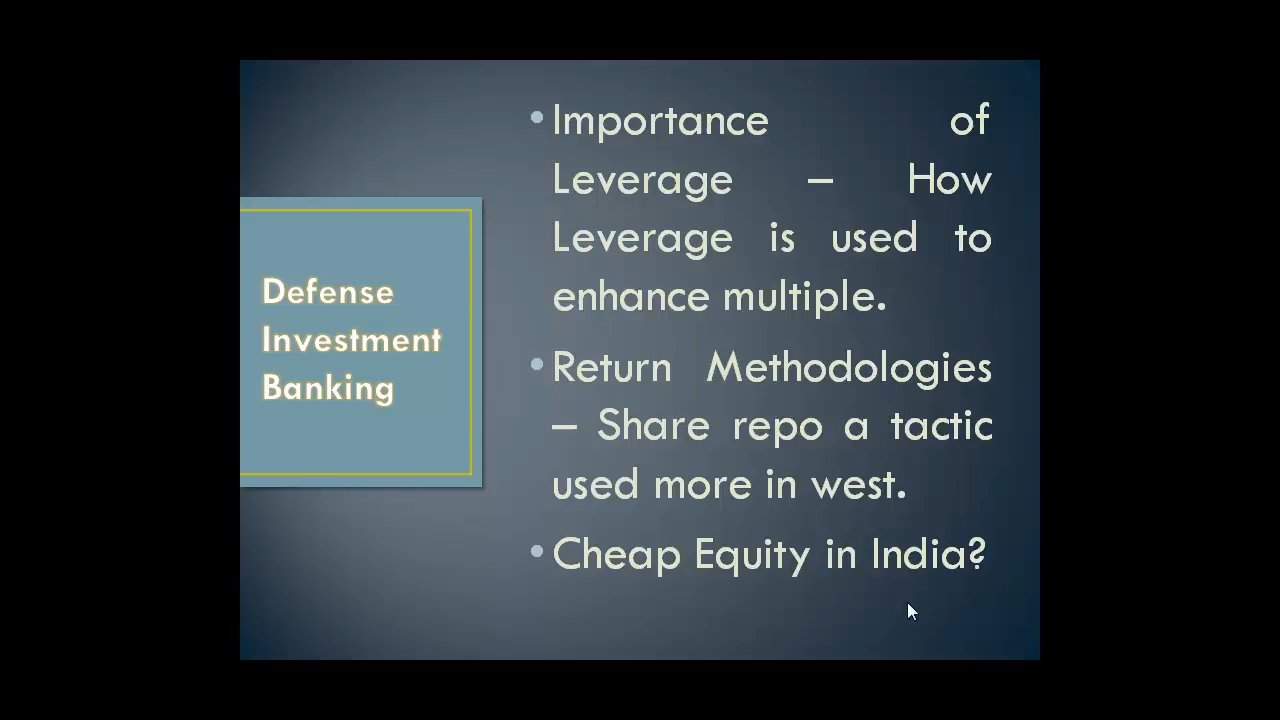 Defense
Investment
Banking
• Importance of
Leverage – How
Leverage is used to
enhance multiple.
• Return Methodologies
– Share repo a tactic
used more in west.
• Cheap Equity in India?